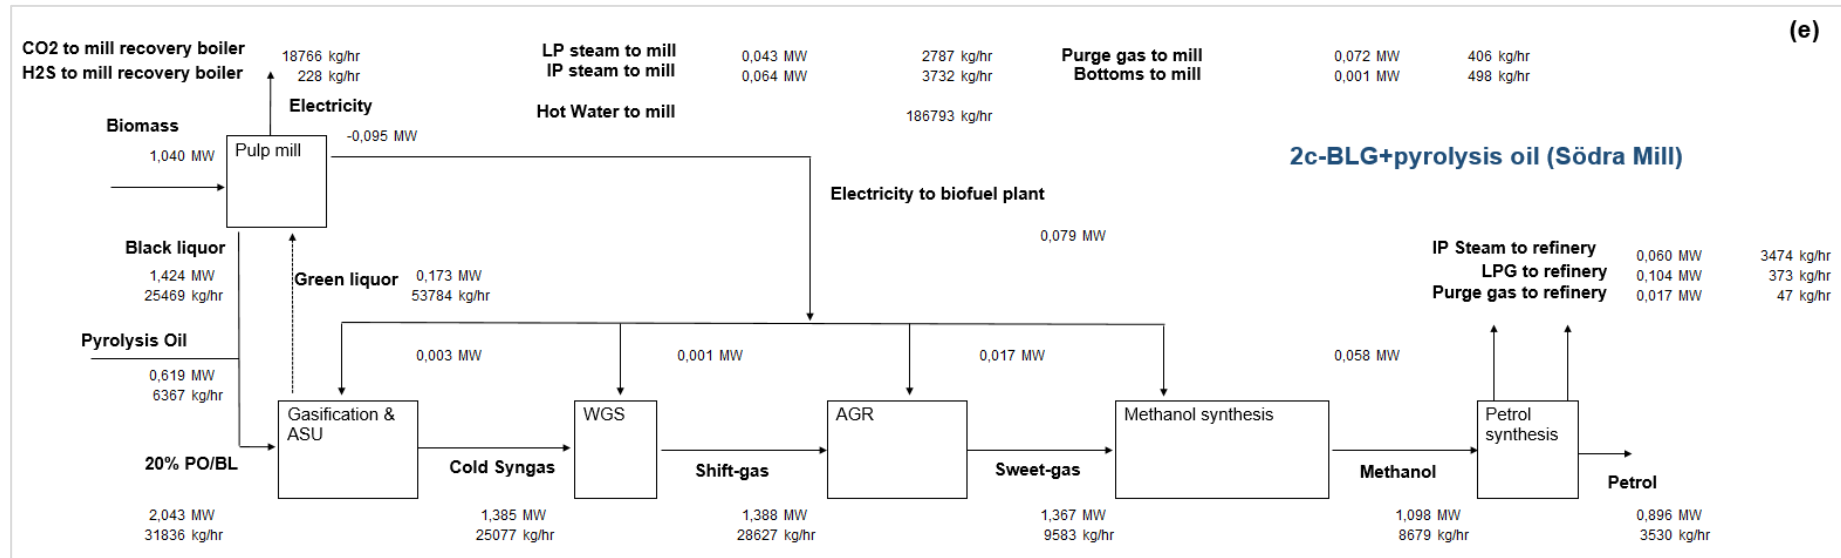 (e)
CO2 to mill recovery boiler 18766 kg/hr
H2S to mill recovery boiler 228 kg/hr
LP steam to mill 0,043 MW 2787 kg/hr
IP steam to mill 0,064 MW 3732 kg/hr
Hot Water to mill 186793 kg/hr
Purge gas to mill 0,072 MW 406 kg/hr
Bottoms to mill 0,001 MW 498 kg/hr
Electricity
-0,095 MW
Biomass
1,040 MW
Pulp mill
2c-BLG+pyrolysis oil (Södra Mill)
Electricity to biofuel plant
0,079 MW
Black liquor
1,424 MW
25469 kg/hr
Green liquor 0,173 MW
53784 kg/hr
IP Steam to refinery 0,060 MW 3474 kg/hr
LPG to refinery 0,104 MW 373 kg/hr
Purge gas to refinery 0,017 MW 47 kg/hr
Pyrolysis Oil
0,619 MW
6367 kg/hr
0,003 MW
0,001 MW
0,017 MW
0,058 MW
Gasification &
ASU
WGS
AGR
Methanol synthesis
Petrol
synthesis
20% PO/BL
Cold Syngas
Shift-gas
Sweet-gas
Methanol
Petrol
2,043 MW
31836 kg/hr
1,385 MW
25077 kg/hr
1,388 MW
28627 kg/hr
1,367 MW
9583 kg/hr
1,098 MW
8679 kg/hr
0,896 MW
3530 kg/hr